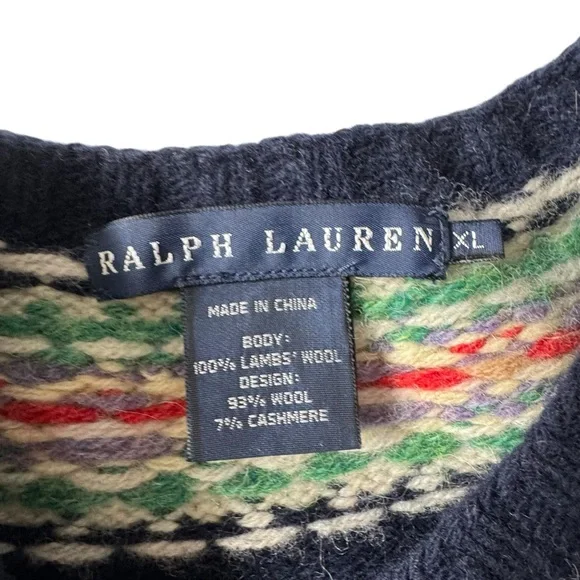 RALPH LAUREN XL
MADE IN CHINA
BODY:
100% LAMBS' WOOL
DESIGN:
93% WOOL
7% CASHMERE